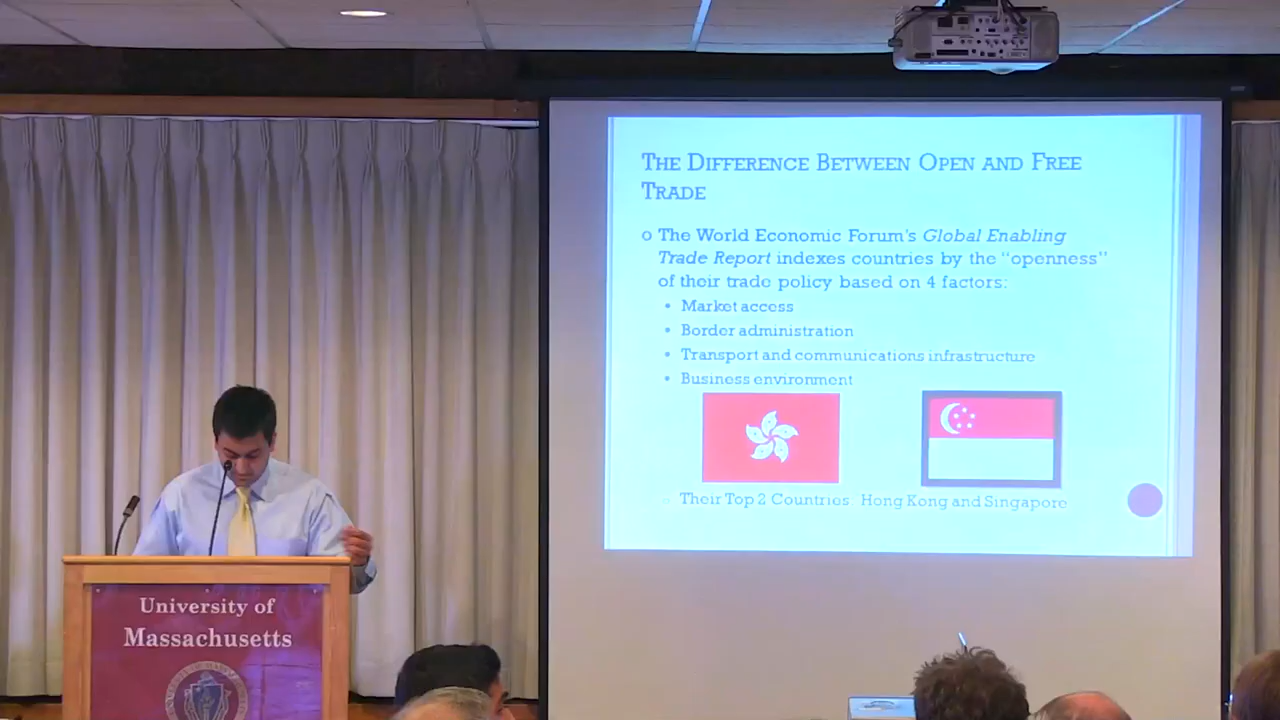 THE DIFFERENCE BETWEEN OPEN AND FREE
TRADE
The World Economic Forum's Global Enabling
Trade Report indexes countries by the "openness"
of their trade policy based on 4 factors:
• Market access
• Border administration
• Transport and communications infrastructure
• Business environment
Their Top 2 Countries: Hong Kong and Singapore
University of
Massachusetts